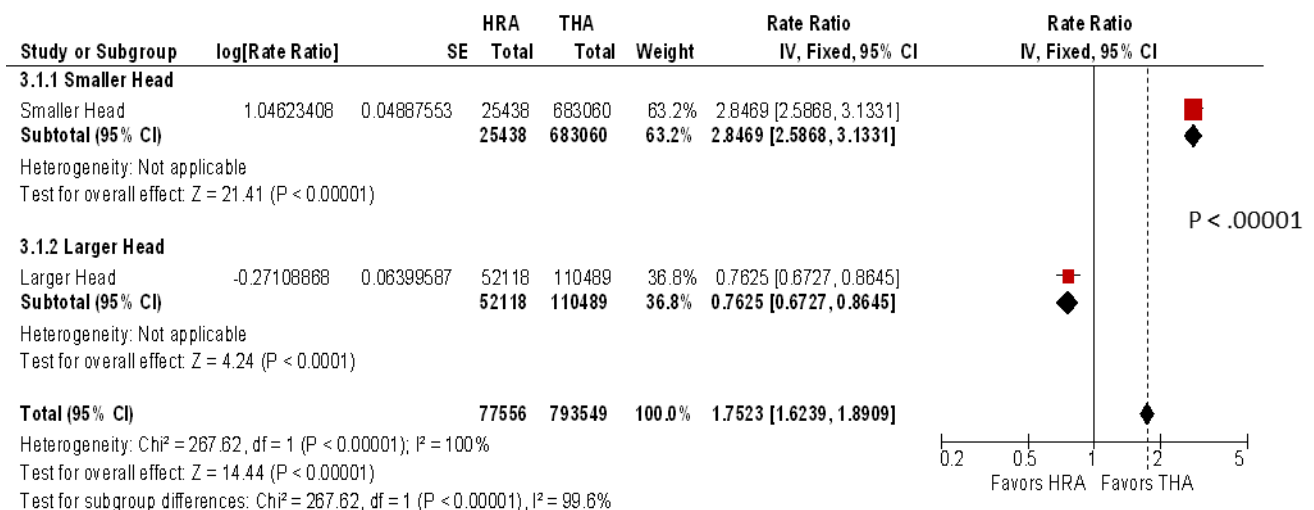 HRA THA Rate Ratio Rate Ratio
Study or Subgroup log[Rate Ratio] SE Total Total Weight IV, Fixed, 95% CI IV, Fixed, 95% CI
3.1.1 Smaller Head
Smaller Head 1.04623408 0.04887553 25438 683060 63.2% 2.8469 [2.5868, 3.1331]
Subtotal (95% CI) 25438 683060 63.2% 2.8469 [2.5868, 3.1331]
Heterogeneity: Not applicable
Test for overall effect: Z = 21.41 (P < 0.00001)
P < .00001
3.1.2 Larger Head
Larger Head -0.27108868 0.06399587 52118 110489 36.8% 0.7625 [0.6727, 0.8645]
Subtotal (95% CI) 52118 110489 36.8% 0.7625 [0.6727, 0.8645]
Heterogeneity: Not applicable
Test for overall effect: Z = 4.24 (P < 0.0001)
Total (95% CI) 77556 793549 100.0% 1.7523 [1.6239, 1.8909]
Heterogeneity: Chi² = 267.62, df = 1 (P < 0.00001); I² = 100%
0.2 0.5 1 2 5
Test for overall effect: Z = 14.44 (P < 0.00001)
Favors HRA Favors THA
Test for subgroup differences: Chi² = 267.62, df = 1 (P < 0.00001), I² = 99.6%